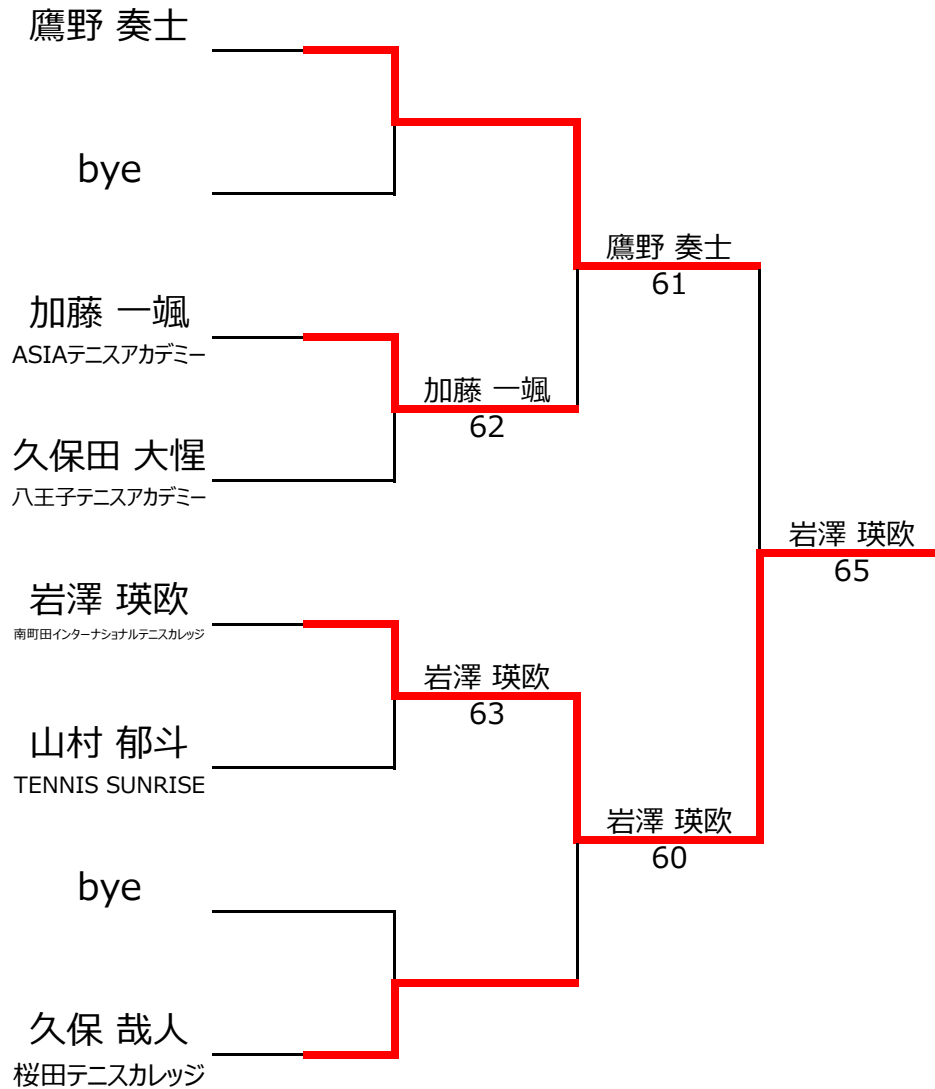 鷹野 奏士
bye
鷹野 奏士
61
加藤 一颯
ASIAテニスアカデミー
加藤 一颯
62
久保田 大惺
八王子テニスアカデミー
岩澤 瑛欧
65
岩澤 瑛欧
南町田インターナショナルテニスカレッジ
岩澤 瑛欧
63
山村 郁斗
TENNIS SUNRISE
岩澤 瑛欧
60
bye
久保 哉人
桜田テニスカレッジ